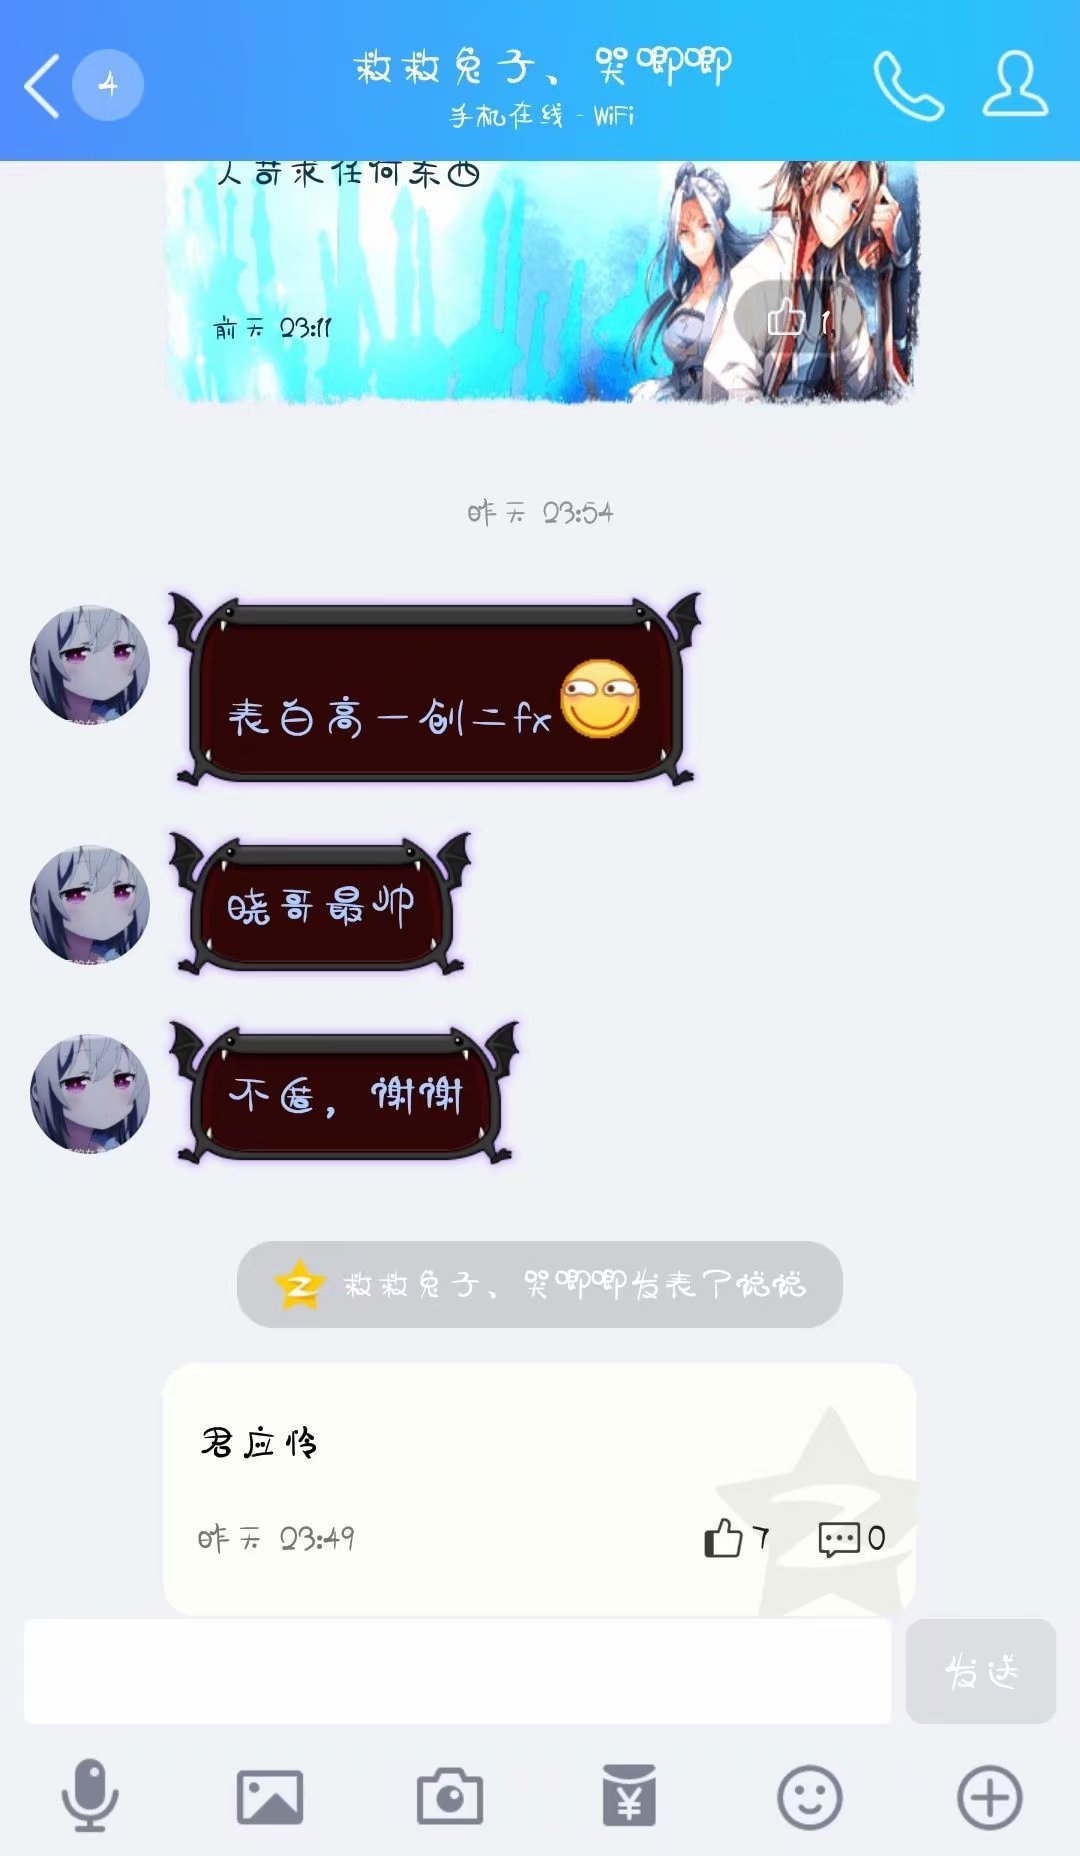 4
救救兔子、哭唧唧
手机在线 - WiFi
人苛求任何东西
前天 23:11
1
昨天 23:54
表白高一创二fx
晓哥最帅
不匿，谢谢
救救兔子、哭唧唧发表了说说
君应怜
昨天 23:49
7
0
发送